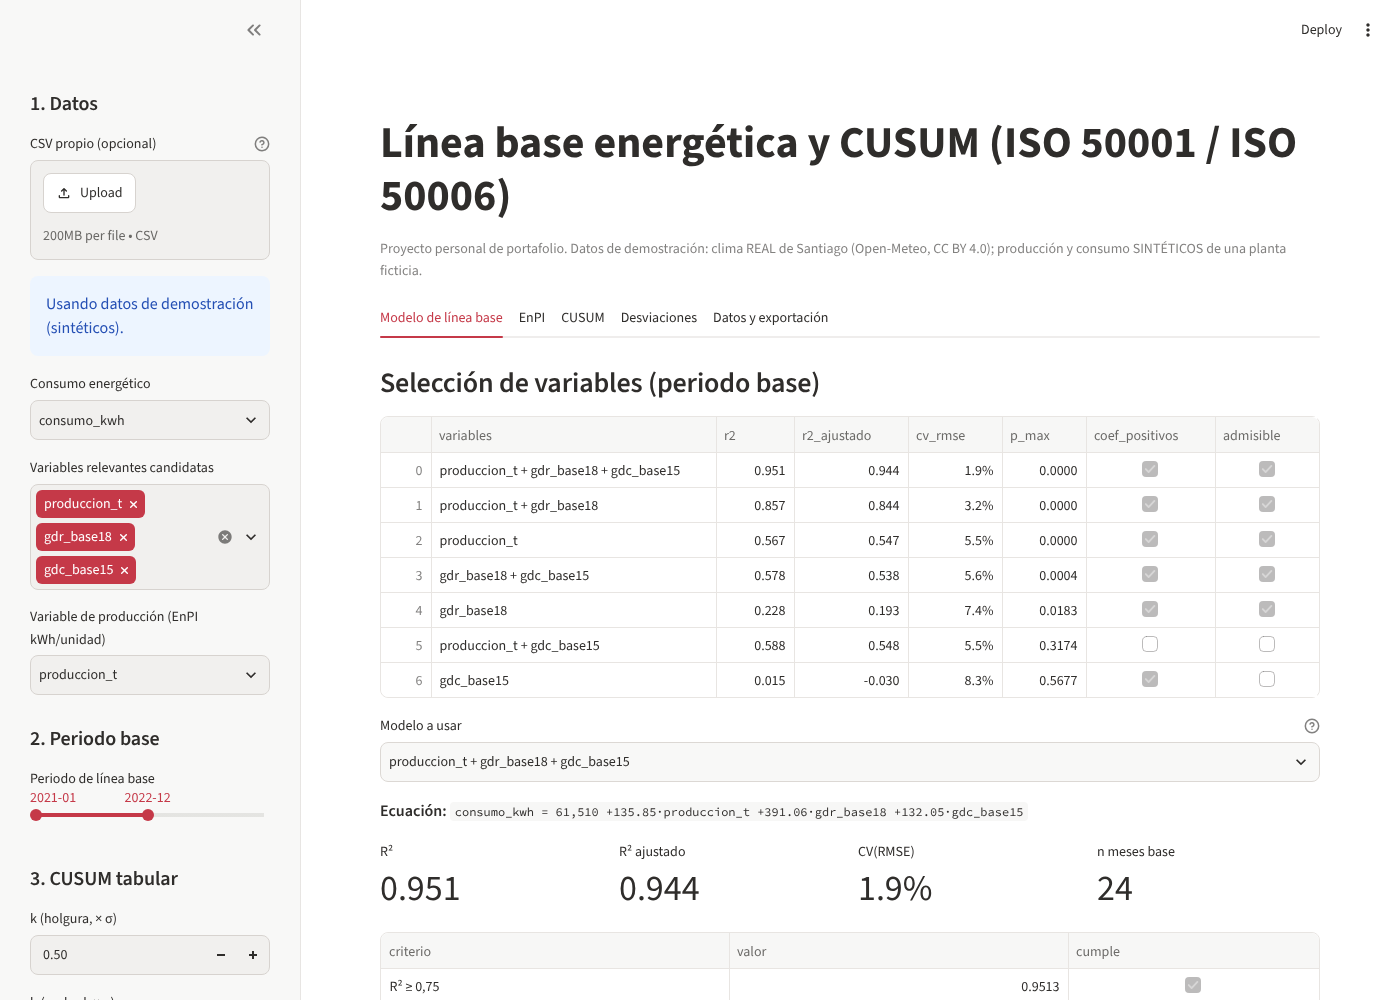 Deploy
1. Datos
CSV propio (opcional)
Upload
200MB per file • CSV
Usando datos de demostración
(sintéticos).
Consumo energético
consumo_kwh
Variables relevantes candidatas
produccion_t
gdr_base18
gdc_base15
Variable de producción (EnPI
kWh/unidad)
produccion_t
2. Periodo base
Periodo de línea base
2021-01 2022-12
3. CUSUM tabular
k (holgura, × σ)
0.50
Línea base energética y CUSUM (ISO 50001 / ISO
50006)
Proyecto personal de portafolio. Datos de demostración: clima REAL de Santiago (Open-Meteo, CC BY 4.0); producción y consumo SINTÉTICOS de una planta
ficticia.
Modelo de línea base EnPI CUSUM Desviaciones Datos y exportación
Selección de variables (periodo base)
variables r2 r2_ajustado cv_rmse p_max coef_positivos admisible
0 produccion_t + gdr_base18 + gdc_base15 0.951 0.944 1.9% 0.0000
1 produccion_t + gdr_base18 0.857 0.844 3.2% 0.0000
2 produccion_t 0.567 0.547 5.5% 0.0000
3 gdr_base18 + gdc_base15 0.578 0.538 5.6% 0.0004
4 gdr_base18 0.228 0.193 7.4% 0.0183
5 produccion_t + gdc_base15 0.588 0.548 5.5% 0.3174
6 gdc_base15 0.015 -0.030 8.3% 0.5677
Modelo a usar
produccion_t + gdr_base18 + gdc_base15
Ecuación: consumo_kwh = 61,510 +135.85·produccion_t +391.06·gdr_base18 +132.05·gdc_base15
R² R² ajustado CV(RMSE) n meses base
0.951 0.944 1.9% 24
criterio valor cumple
R² ≥ 0,75 0.9513